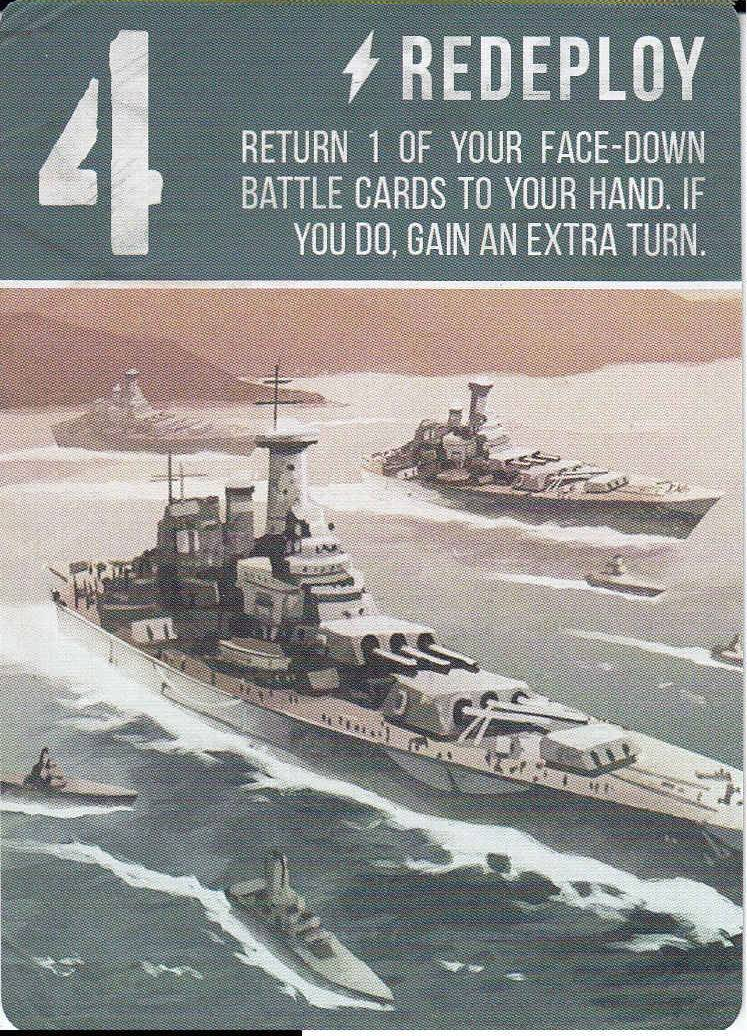 4
REDEPLOY
RETURN 1 OF YOUR FACE-DOWN
BATTLE CARDS TO YOUR HAND. IF
YOU DO, GAIN AN EXTRA TURN.